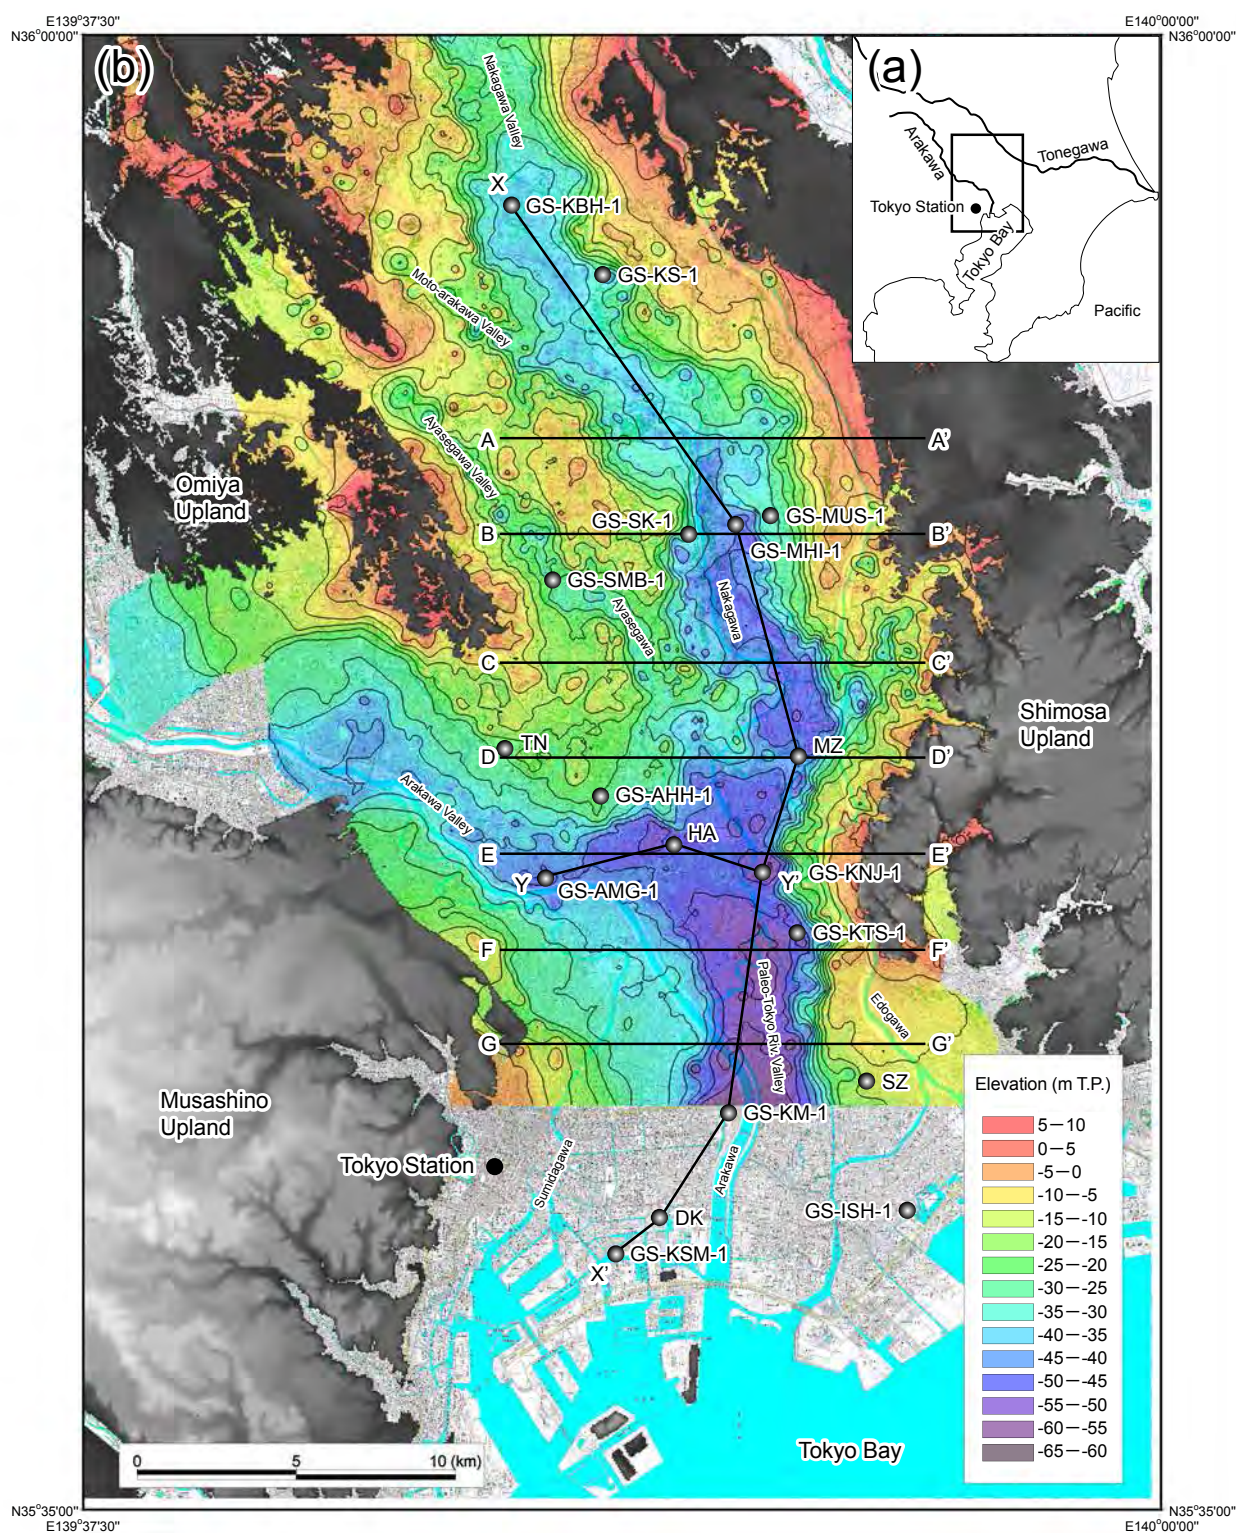 E139°37'30"
E140°00'00"
N36°00'00"
N36°00'00"
(b)
(a)
Nakagawa Valley
Arakawa
Tonegawa
Tokyo Station
Tokyo Bay
Pacific
X
GS-KBH-1
GS-KS-1
Moto-arakawa Valley
Ayasegawa Valley
A
A'
Omiya
Upland
GS-SK-1
GS-MUS-1
B
B'
GS-MHI-1
GS-SMB-1
Nakagawa
Ayasegawa
C
C'
Shimosa
Upland
TN
MZ
D
D'
Arakawa Valley
GS-AHH-1
HA
E
E'
Y
GS-AMG-1
Y'
GS-KNJ-1
GS-KTS-1
F
F'
Paleo-Tokyo Riv. Valley
Edogawa
G
G'
SZ
Musashino
Upland
GS-KM-1
Tokyo Station
Sumidagawa
Arakawa
DK
GS-ISH-1
GS-KSM-1
X'
Elevation (m T.P.)
5−10
0−5
-5−0
-10−-5
-15−-10
-20−-15
-25−-20
-30−-25
-35−-30
-40−-35
-45−-40
-50−-45
-55−-50
-60−-55
-65−-60
Tokyo Bay
0 5 10 (km)
N35°35'00"
N35°35'00"
E139°37'30"
E140°00'00"